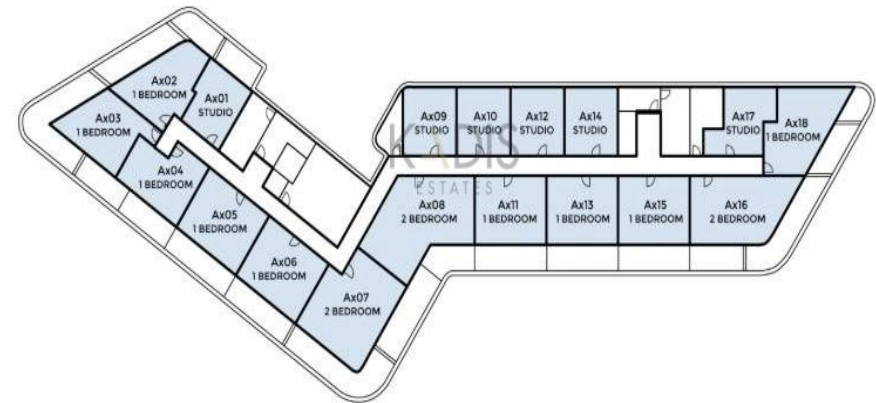 Ax02
1 BEDROOM
Ax01
STUDIO
Ax03
1 BEDROOM
Ax04
1 BEDROOM
Ax05
1 BEDROOM
Ax06
1 BEDROOM
Ax07
2 BEDROOM
Ax09
STUDIO
Ax10
STUDIO
Ax12
STUDIO
Ax14
STUDIO
Ax17
STUDIO
Ax18
1 BEDROOM
KADIS
ESTATES
Ax08
2 BEDROOM
Ax11
1 BEDROOM
Ax13
1 BEDROOM
Ax15
1 BEDROOM
Ax16
2 BEDROOM